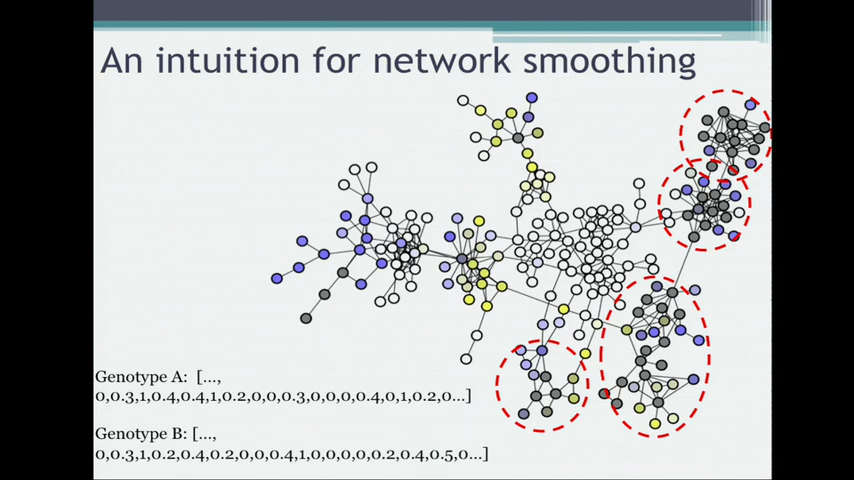 An intuition for network smoothing
Genotype A:  [...,
0,0.3,1,0.4,0.4,1,0.2,0,0,0.3,0,0,0,0.4,0,1,0.2,0...]
Genotype B: [...,
0,0.3,1,0.2,0.4,0.2,0,0,0.4,1,0,0,0,0,0.2,0.4,0.5,0...]